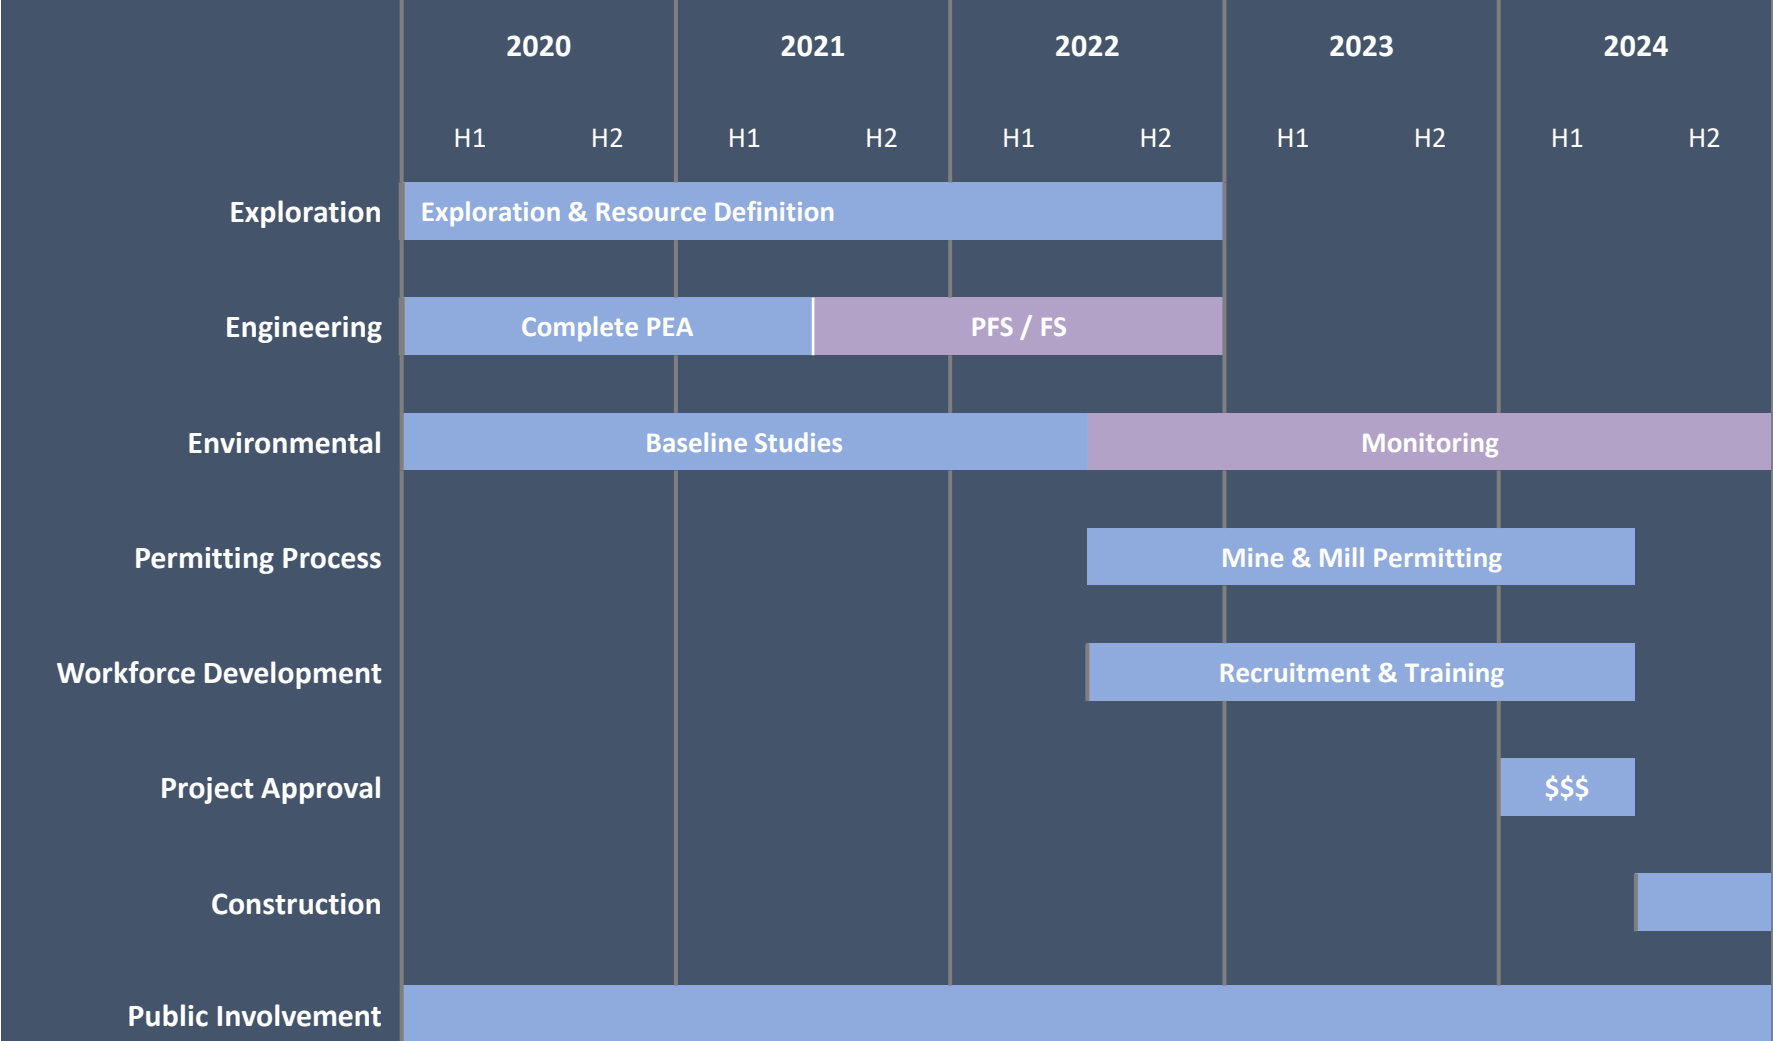 2020 2021 2022 2023 2024
H1 H2 H1 H2 H1 H2 H1 H2 H1 H2
Exploration Exploration & Resource Definition
Engineering Complete PEA PFS / FS
Environmental Baseline Studies Monitoring
Permitting Process Mine & Mill Permitting
Workforce Development Recruitment & Training
Project Approval $$$
Construction
Public Involvement